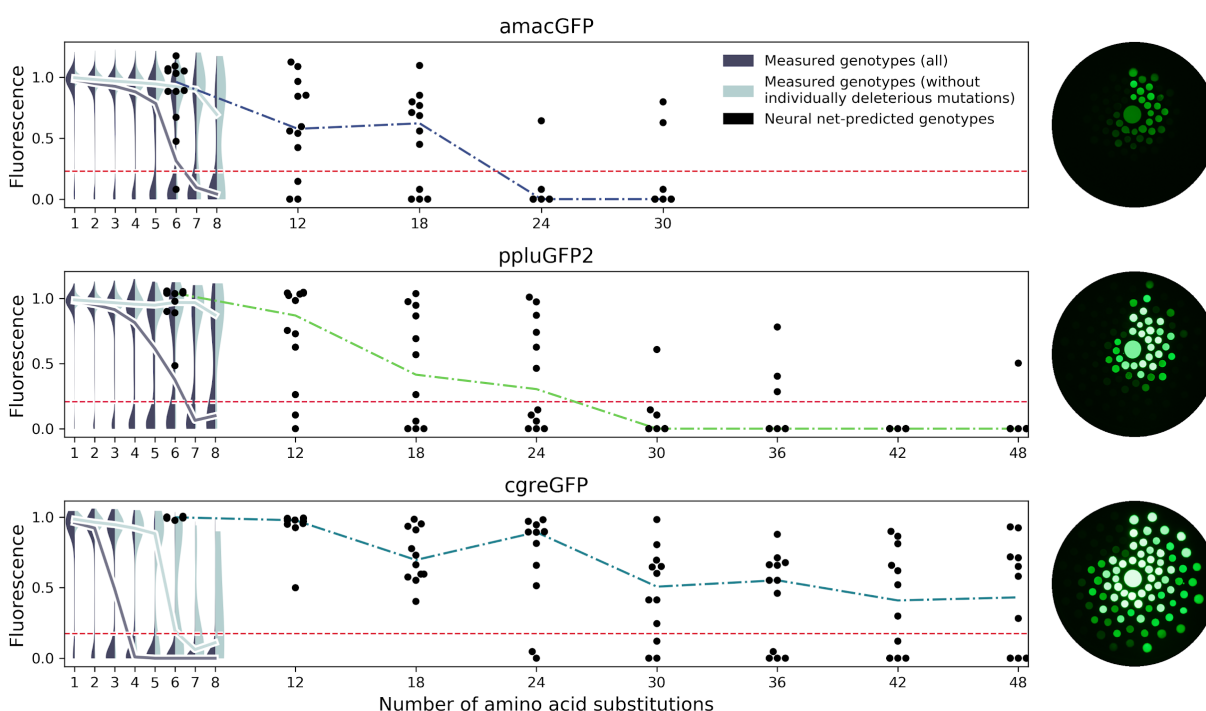 amacGFP
Fluorescence
1.0
0.5
0.0
Measured genotypes (all)
Measured genotypes (without
individually deleterious mutations)
Neural net-predicted genotypes
1 2 3 4 5 6 7 8 12 18 24 30
ppluGFP2
Fluorescence
1.0
0.5
0.0
1 2 3 4 5 6 7 8 12 18 24 30 36 42 48
cgreGFP
Fluorescence
1.0
0.5
0.0
1 2 3 4 5 6 7 8 12 18 24 30 36 42 48
Number of amino acid substitutions